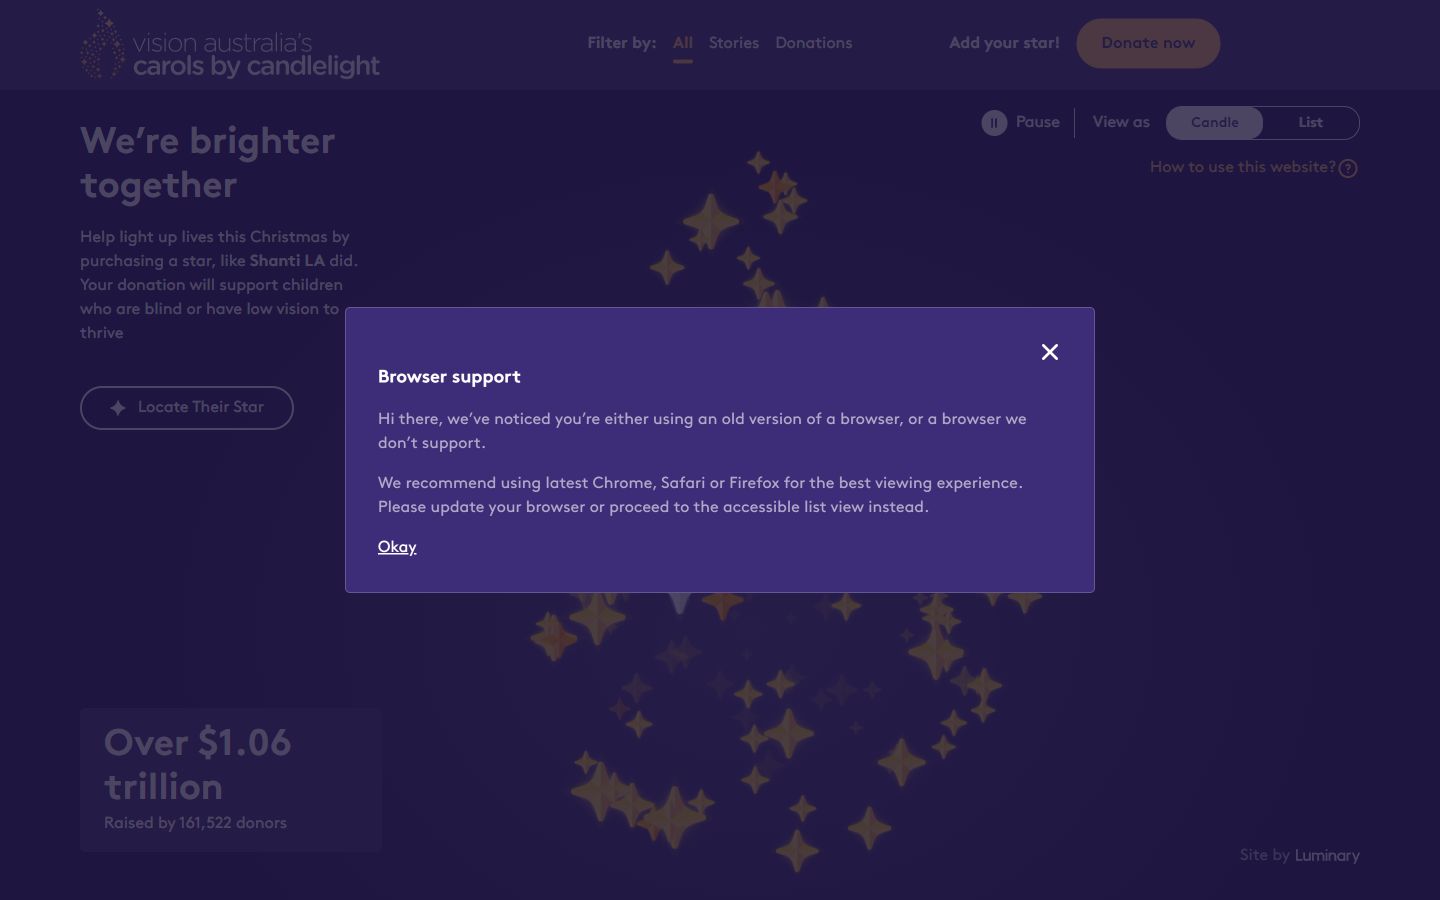 vision australia's
carols by candlelight
Filter by: All Stories Donations
Add your star! Donate now
We're brighter
together
Pause View as Candle List
How to use this website? ?
Help light up lives this Christmas by
purchasing a star, like Shanti LA did.
Your donation will support children
who are blind or have low vision to
thrive
Locate Their Star
Browser support
Hi there, we've noticed you're either using an old version of a browser, or a browser we
don't support.
We recommend using latest Chrome, Safari or Firefox for the best viewing experience.
Please update your browser or proceed to the accessible list view instead.
Okay
Over $1.06
trillion
Raised by 161,522 donors
Site by Luminary